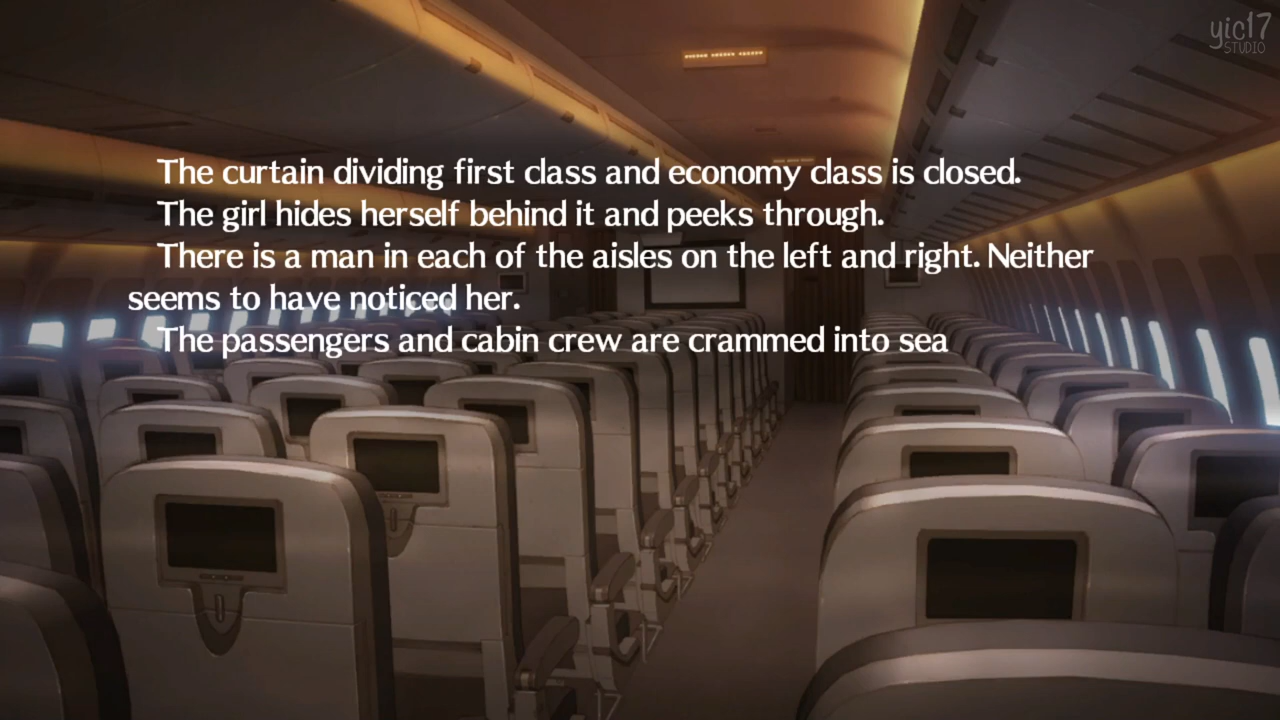 yic17
STUDIO
The curtain dividing first class and economy class is closed.
The girl hides herself behind it and peeks through.
There is a man in each of the aisles on the left and right. Neither
seems to have noticed her.
The passengers and cabin crew are crammed into sea